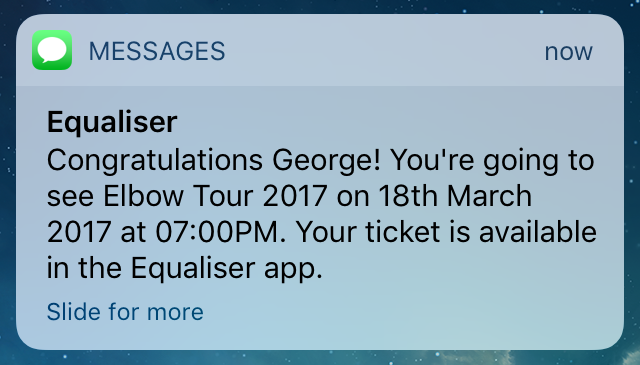 MESSAGES now
Equaliser
Congratulations George! You're going to
see Elbow Tour 2017 on 18th March
2017 at 07:00PM. Your ticket is available
in the Equaliser app.
Slide for more